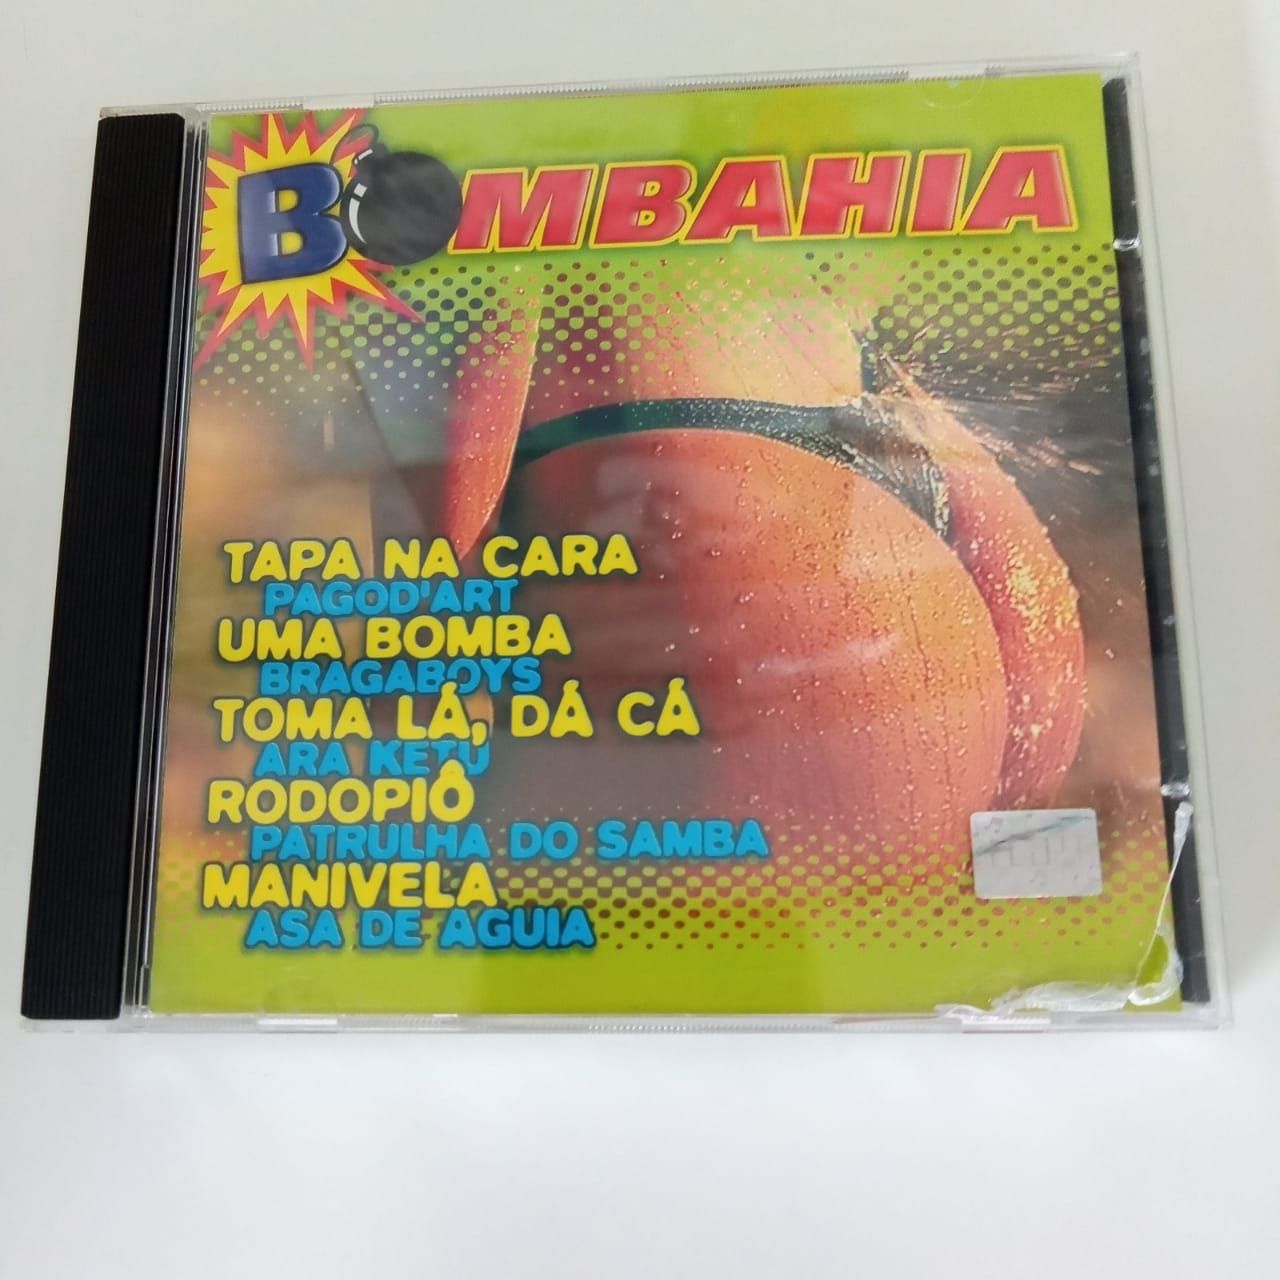 BOMBAHIA
TAPA NA CARA
PAGOD'ART
UMA BOMBA
BRAGABOYS
TOMA LÁ, DÁ CÁ
ARA KETU
RODOPIÔ
PATRULHA DO SAMBA
MANIVELA
ASA DE AGUIA